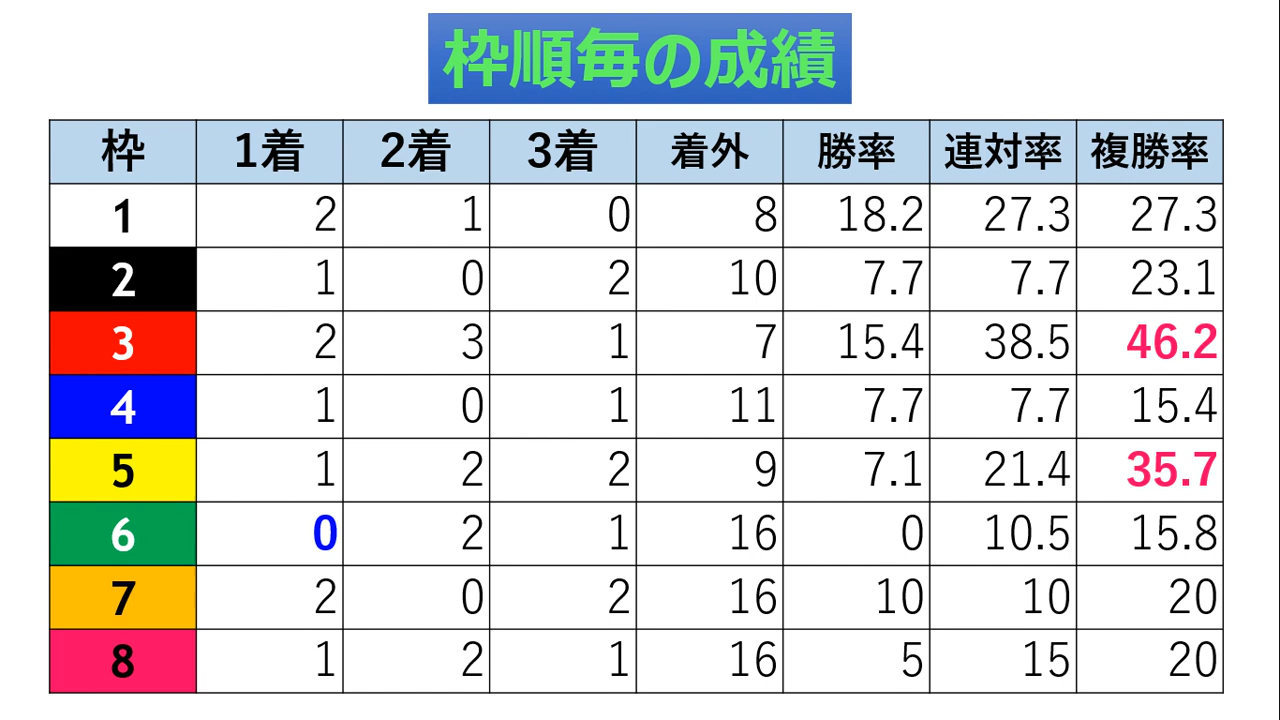 枠順毎の成績
枠 1着 2着 3着 着外 勝率 連対率 複勝率
1 2 1 0 8 18.2 27.3 27.3
2 1 0 2 10 7.7 7.7 23.1
3 2 3 1 7 15.4 38.5 46.2
4 1 0 1 11 7.7 7.7 15.4
5 1 2 2 9 7.1 21.4 35.7
6 0 2 1 16 0 10.5 15.8
7 2 0 2 16 10 10 20
8 1 2 1 16 5 15 20